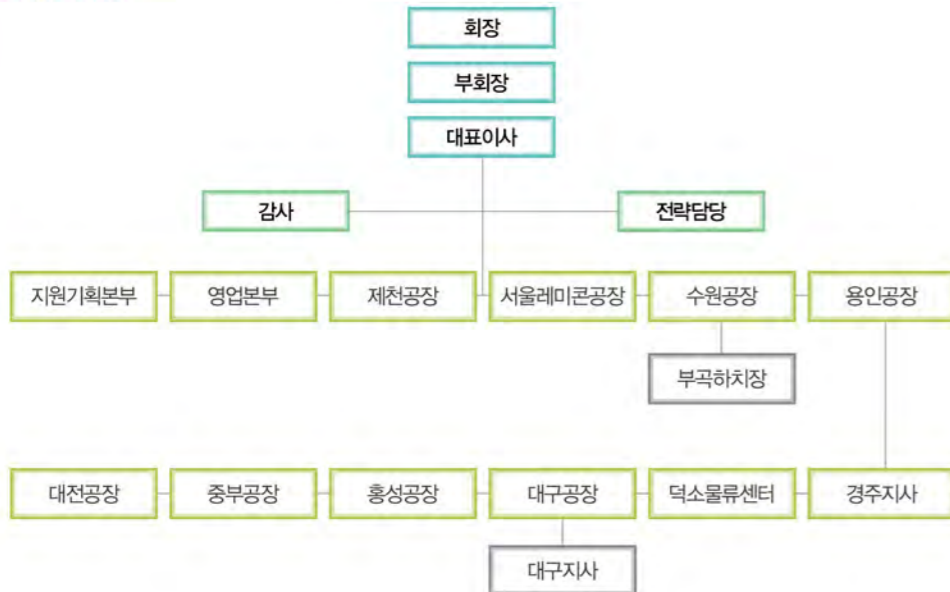 회장
부회장
대표이사
감사 전략담당
지원기획본부 영업본부 제천공장 서울레미콘공장 수원공장 용인공장
부곡하치장
대전공장 중부공장 홍성공장 대구공장 덕소물류센터 경주지사
대구지사